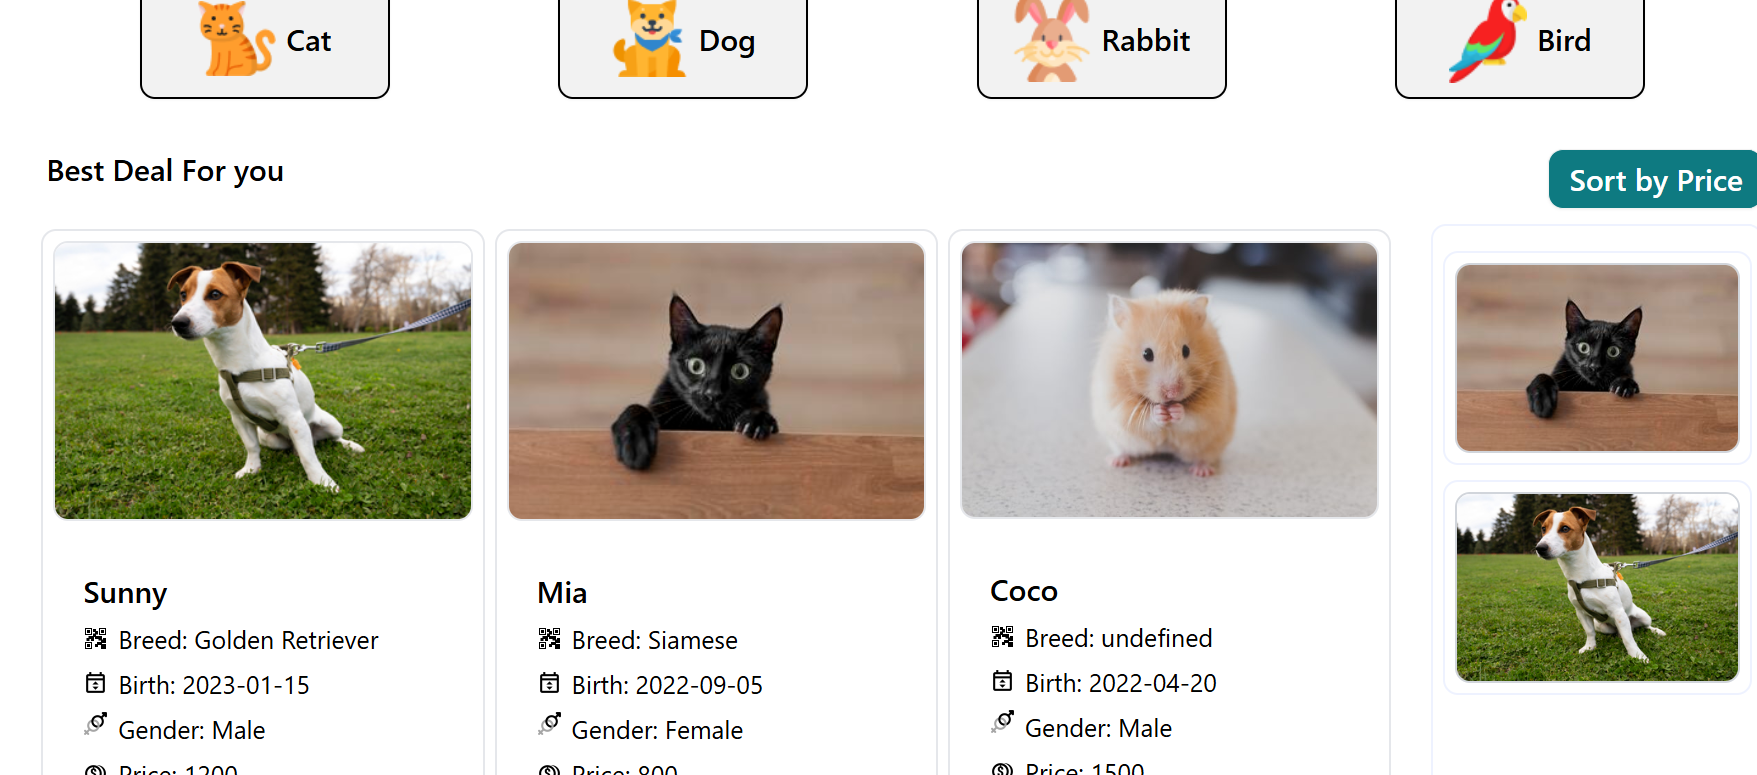 Cat
Dog
Rabbit
Bird
Best Deal For you
Sort by Price
Sunny
Breed: Golden Retriever
Birth: 2023-01-15
Gender: Male
Price: 1200
Mia
Breed: Siamese
Birth: 2022-09-05
Gender: Female
Price: 800
Coco
Breed: undefined
Birth: 2022-04-20
Gender: Male
Price: 1500